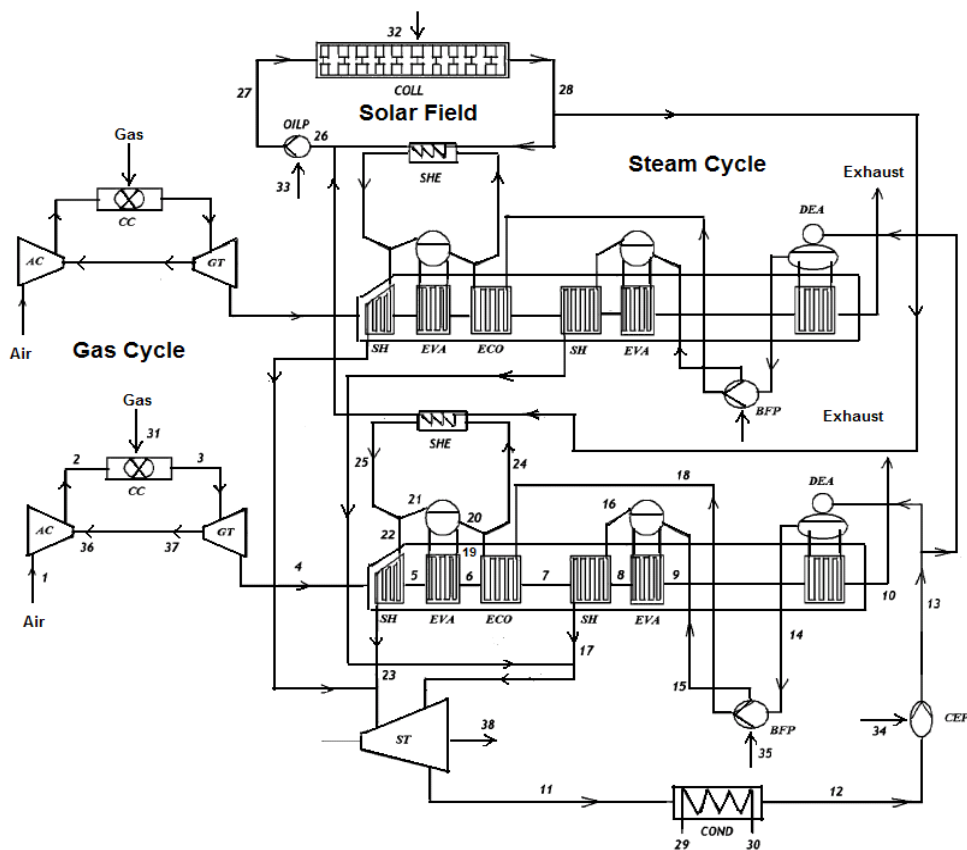 32
27
COLL
28
Solar Field
OILP
26
Gas
SHE
Steam Cycle
33
Exhaust
CC
DEA
AC
GT
Air
Gas Cycle
SH
EVA
ECO
SH
EVA
BFP
Gas
Exhaust
31
SHE
2
3
25
24
18
DEA
CC
21
16
AC
36
37
GT
22
20
19
4
5
6
7
8
9
10
1
13
Air
SH
EVA
ECO
SH
EVA
14
17
23
15
ST
38
BFP
34
CEP
35
11
12
29
COND
30